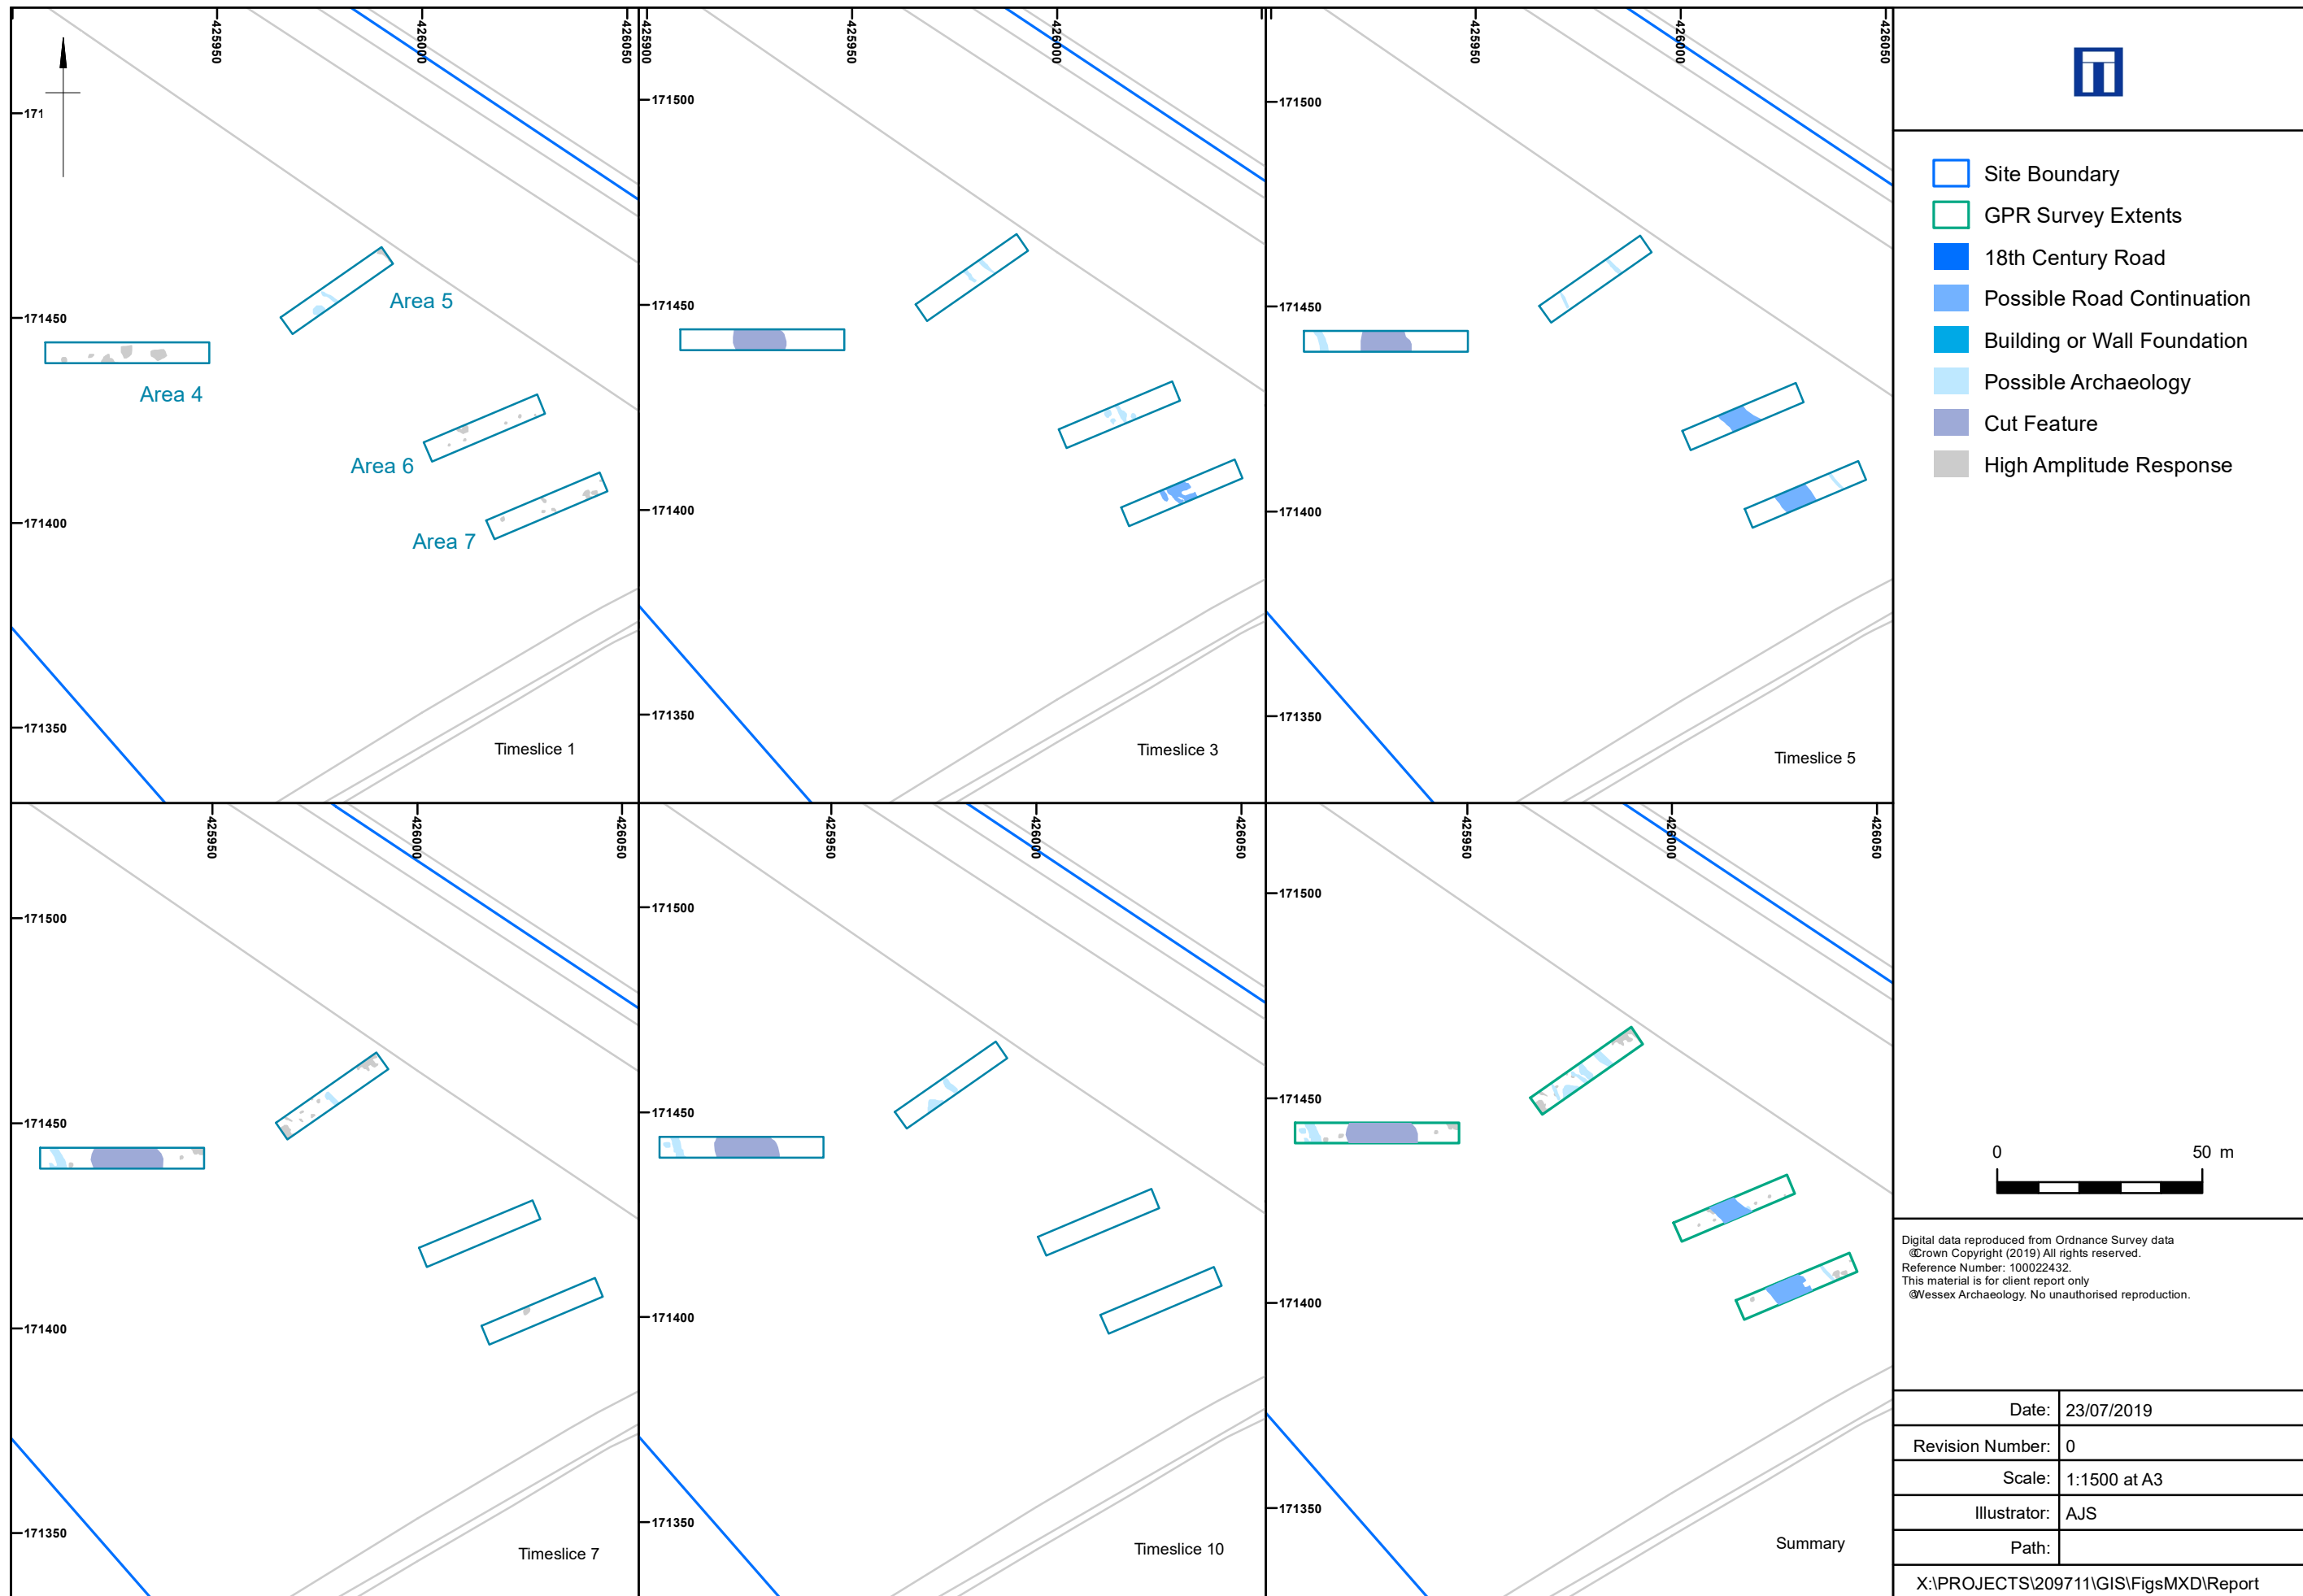 425950
426000
426050
171
171450
171400
171350
Area 5
Area 4
Area 6
Area 7
Timeslice 1
425900
425950
426000
171500
171450
171400
171350
Timeslice 3
425950
426000
426050
171500
171450
171400
171350
Timeslice 5
425950
426000
426050
171500
171450
171400
171350
Timeslice 7
425950
426000
426050
171500
171450
171400
171350
Timeslice 10
425950
426000
426050
171500
171450
171400
171350
Summary
Site Boundary
GPR Survey Extents
18th Century Road
Possible Road Continuation
Building or Wall Foundation
Possible Archaeology
Cut Feature
High Amplitude Response
0 50 m
Digital data reproduced from Ordnance Survey data
© Crown Copyright (2019) All rights reserved.
Reference Number: 100022432.
This material is for client report only
© Wessex Archaeology. No unauthorised reproduction.
Date: 23/07/2019
Revision Number: 0
Scale: 1:1500 at A3
Illustrator: AJS
Path:
X:\PROJECTS\209711\GIS\FigsMXD\Report